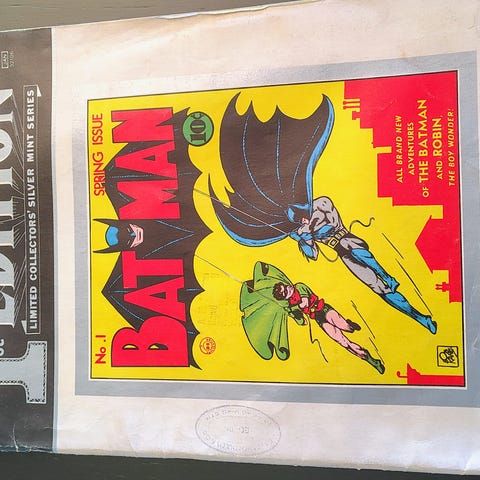 EDITION
LIMITED COLLECTORS' SILVER MINT SERIES
SPRING ISSUE
No. 1
BATMAN
10¢
ALL BRAND NEW
ADVENTURES
OF THE BATMAN
AND ROBIN,
THE BOY WONDER!